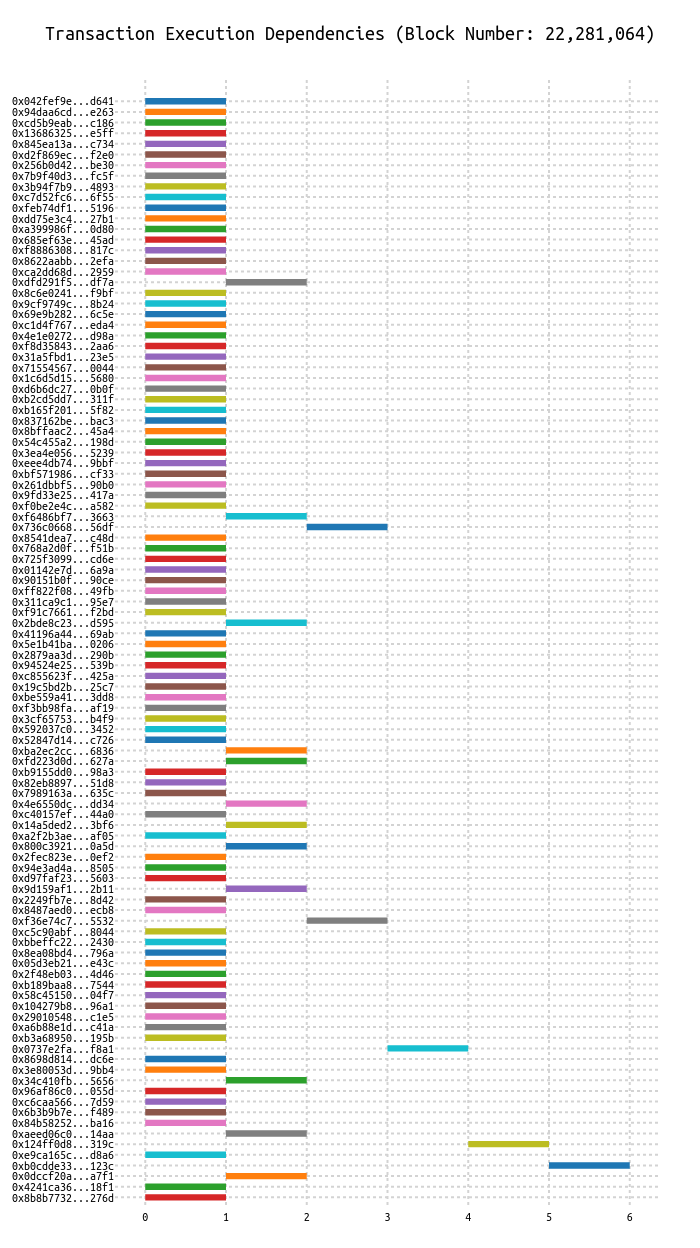 Transaction Execution Dependencies (Block Number: 22,281,064)
0x042fef9e...d641
0x94daa6cd...e263
0xcd5b9eab...c186
0x13686325...e5ff
0x845ea13a...c734
0xd2f869ec...f2e0
0x256b0d42...be30
0x7b9f40d3...fc5f
0x3b94f7b9...4893
0xc7d52fc6...6f55
0xfeb74df1...5196
0xdd75e3c4...27b1
0xa399986f...0d80
0x685ef63e...45ad
0xf8886308...817c
0x8622aabb...2efa
0xca2dd68d...2959
0xdfd291f5...df7a
0x8c6e0241...f9bf
0x9cf9749c...8b24
0x69e9b282...6c5e
0xc1d4f767...eda4
0x4e1e0272...d98a
0xf8d35843...2aa6
0x31a5fbd1...23e5
0x71554567...0044
0x1c6d5d15...5680
0xd6b6dc27...0b0f
0xb2cd5dd7...311f
0xb165f201...5f82
0x837162be...bac3
0x8bffaac2...45a4
0x54c455a2...198d
0x3ea4e056...5239
0xeee4db74...9bbf
0xbf571986...cf33
0x261dbbf5...90b0
0x9fd33e25...417a
0xf0be2e4c...a582
0xf6486bf7...3663
0x736c0668...56df
0x8541dea7...c48d
0x768a2d0f...f51b
0x725f3099...cd6e
0x01142e7d...6a9a
0x90151b0f...90ce
0xff822f08...49fb
0x311ca9c1...95e7
0xf91c7661...f2bd
0x2bde8c23...d595
0x41196a44...69ab
0x5e1b41ba...0206
0x2879aa3d...290b
0x94524e25...539b
0xc855623f...425a
0x19c5bd2b...25c7
0xbe559a41...3dd8
0xf3bb98fa...af19
0x3cf65753...b4f9
0x592037c0...3452
0x52847d14...c726
0xba2ec2cc...6836
0xfd223d0d...627a
0xb9155dd0...98a3
0x82eb8897...51d8
0x7989163a...635c
0x4e6550dc...dd34
0xc40157ef...44a0
0x14a5ded2...3bf6
0xa2f2b3ae...af05
0x800c3921...0a5d
0x2fec823e...0ef2
0x94e3ad4a...8505
0xd97faf23...5603
0x9d159af1...2b11
0x2249fb7e...8d42
0x8487aed0...ecb8
0xf36e74c7...5532
0xc5c90abf...8044
0xbbeffc22...2430
0x8ea08bd4...796a
0x05d3eb21...e43c
0x2f48eb03...4d46
0xb189baa8...7544
0x58c45150...04f7
0x104279b8...96a1
0x29010548...c1e5
0xa6b88e1d...c41a
0xb3a68950...195b
0x0737e2fa...f8a1
0x8698d814...dc6e
0x3e80053d...9bb4
0x34c410fb...5656
0x96af86c0...055d
0xc6caa566...7d59
0x6b3b9b7e...f489
0x84b58252...ba16
0xaeed06c0...14aa
0x124ff0d8...319c
0xe9ca165c...d8a6
0xb0cdde33...123c
0x0dccf20a...a7f1
0x4241ca36...18f1
0x8b8b7732...276d
0 1 2 3 4 5 6